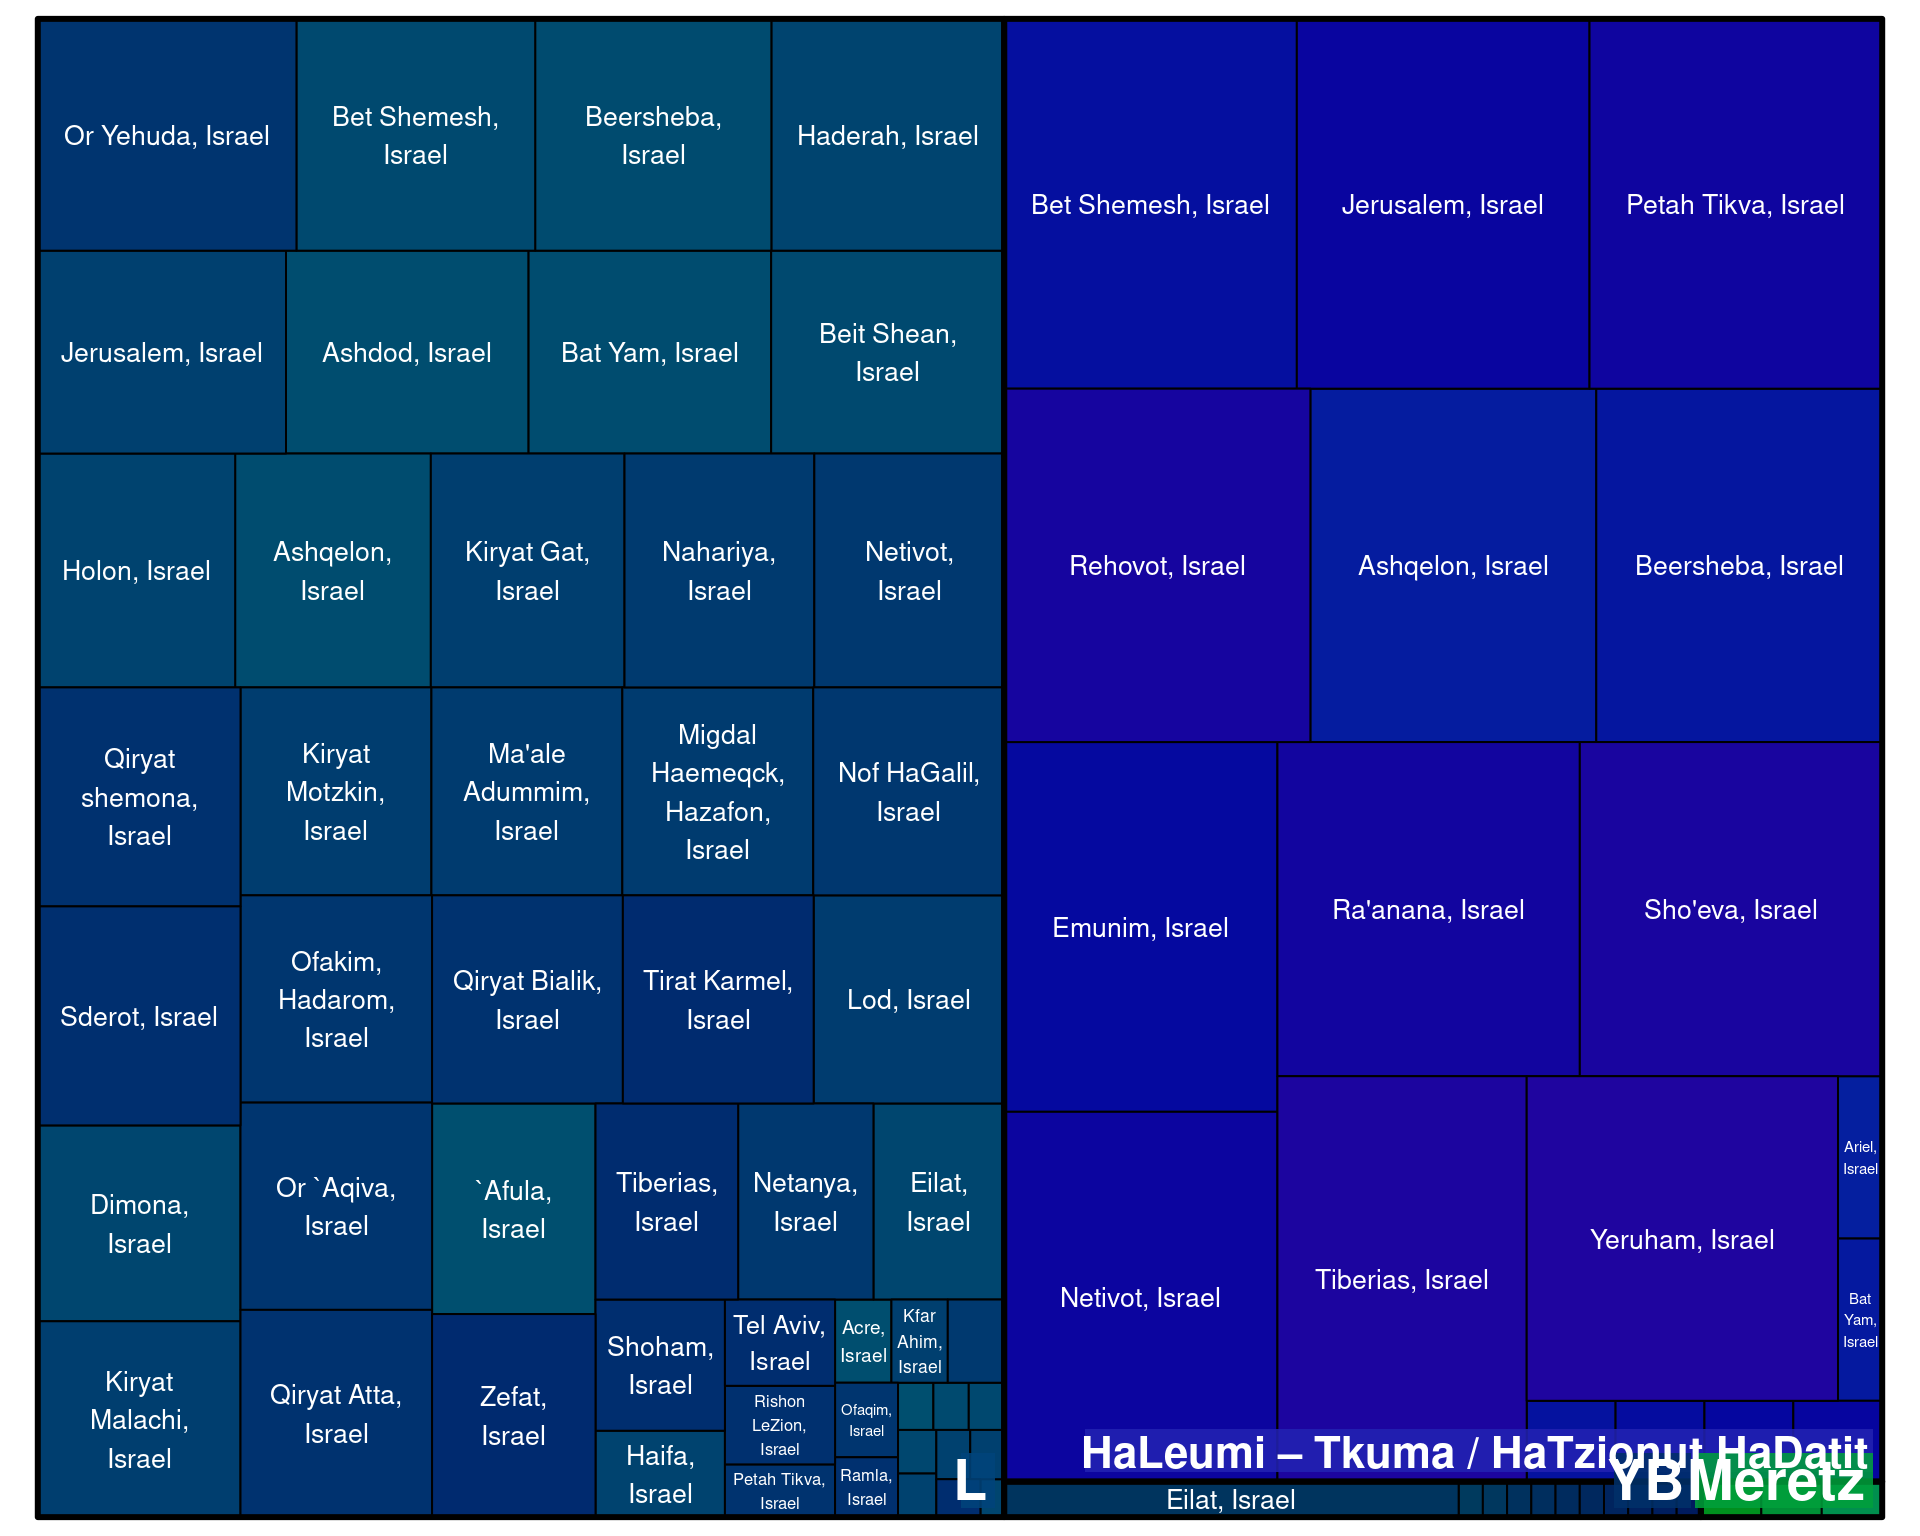 Or Yehuda, Israel
Bet Shemesh,
Israel
Beersheba,
Israel
Haderah, Israel
Jerusalem, Israel
Ashdod, Israel
Bat Yam, Israel
Beit Shean,
Israel
Holon, Israel
Ashqelon,
Israel
Kiryat Gat,
Israel
Nahariya,
Israel
Netivot,
Israel
Qiryat
shemona,
Israel
Kiryat
Motzkin,
Israel
Ma'ale
Adummim,
Israel
Migdal
Haemeqck,
Hazafon,
Israel
Nof HaGalil,
Israel
Sderot, Israel
Ofakim,
Hadarom,
Israel
Qiryat Bialik,
Israel
Tirat Karmel,
Israel
Lod, Israel
Dimona,
Israel
Or `Aqiva,
Israel
`Afula,
Israel
Tiberias,
Israel
Netanya,
Israel
Eilat,
Israel
Kiryat
Malachi,
Israel
Qiryat Atta,
Israel
Zefat,
Israel
Shoham,
Israel
Haifa,
Israel
Tel Aviv,
Israel
Rishon
LeZion,
Israel
Petah Tikva,
Israel
Acre,
Israel
Kfar
Ahim,
Israel
Ofaqim,
Israel
Ramla,
Israel
L
Bet Shemesh, Israel
Jerusalem, Israel
Petah Tikva, Israel
Rehovot, Israel
Ashqelon, Israel
Beersheba, Israel
Emunim, Israel
Ra'anana, Israel
Sho'eva, Israel
Netivot, Israel
Tiberias, Israel
Yeruham, Israel
Ariel,
Israel
Bat
Yam,
Israel
HaLeumi – Tkuma / HaTzionut HaDatit
Eilat, Israel
YB
Meretz